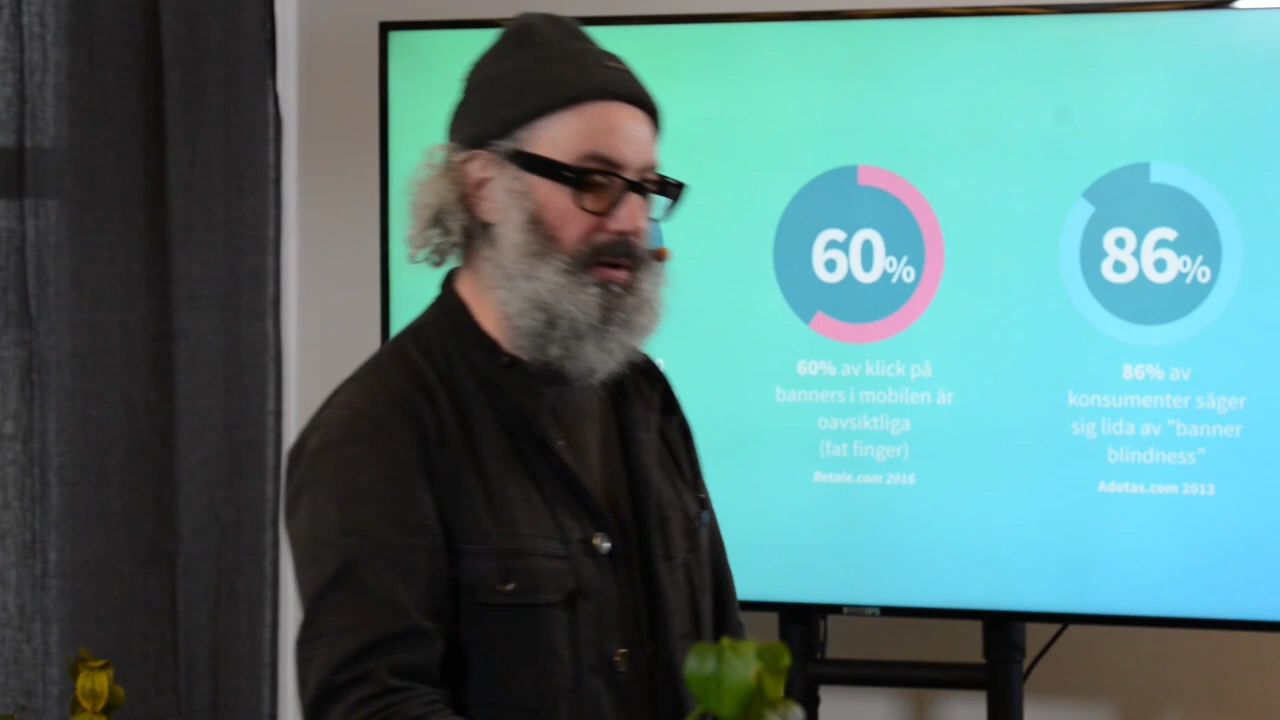 60%
60% av klick på
banners i mobilen är
oavsiktliga
(fat finger)
Retale.com 2016
86%
86% av
konsumenter säger
sig lida av "banner
blindness"
Adotas.com 2013